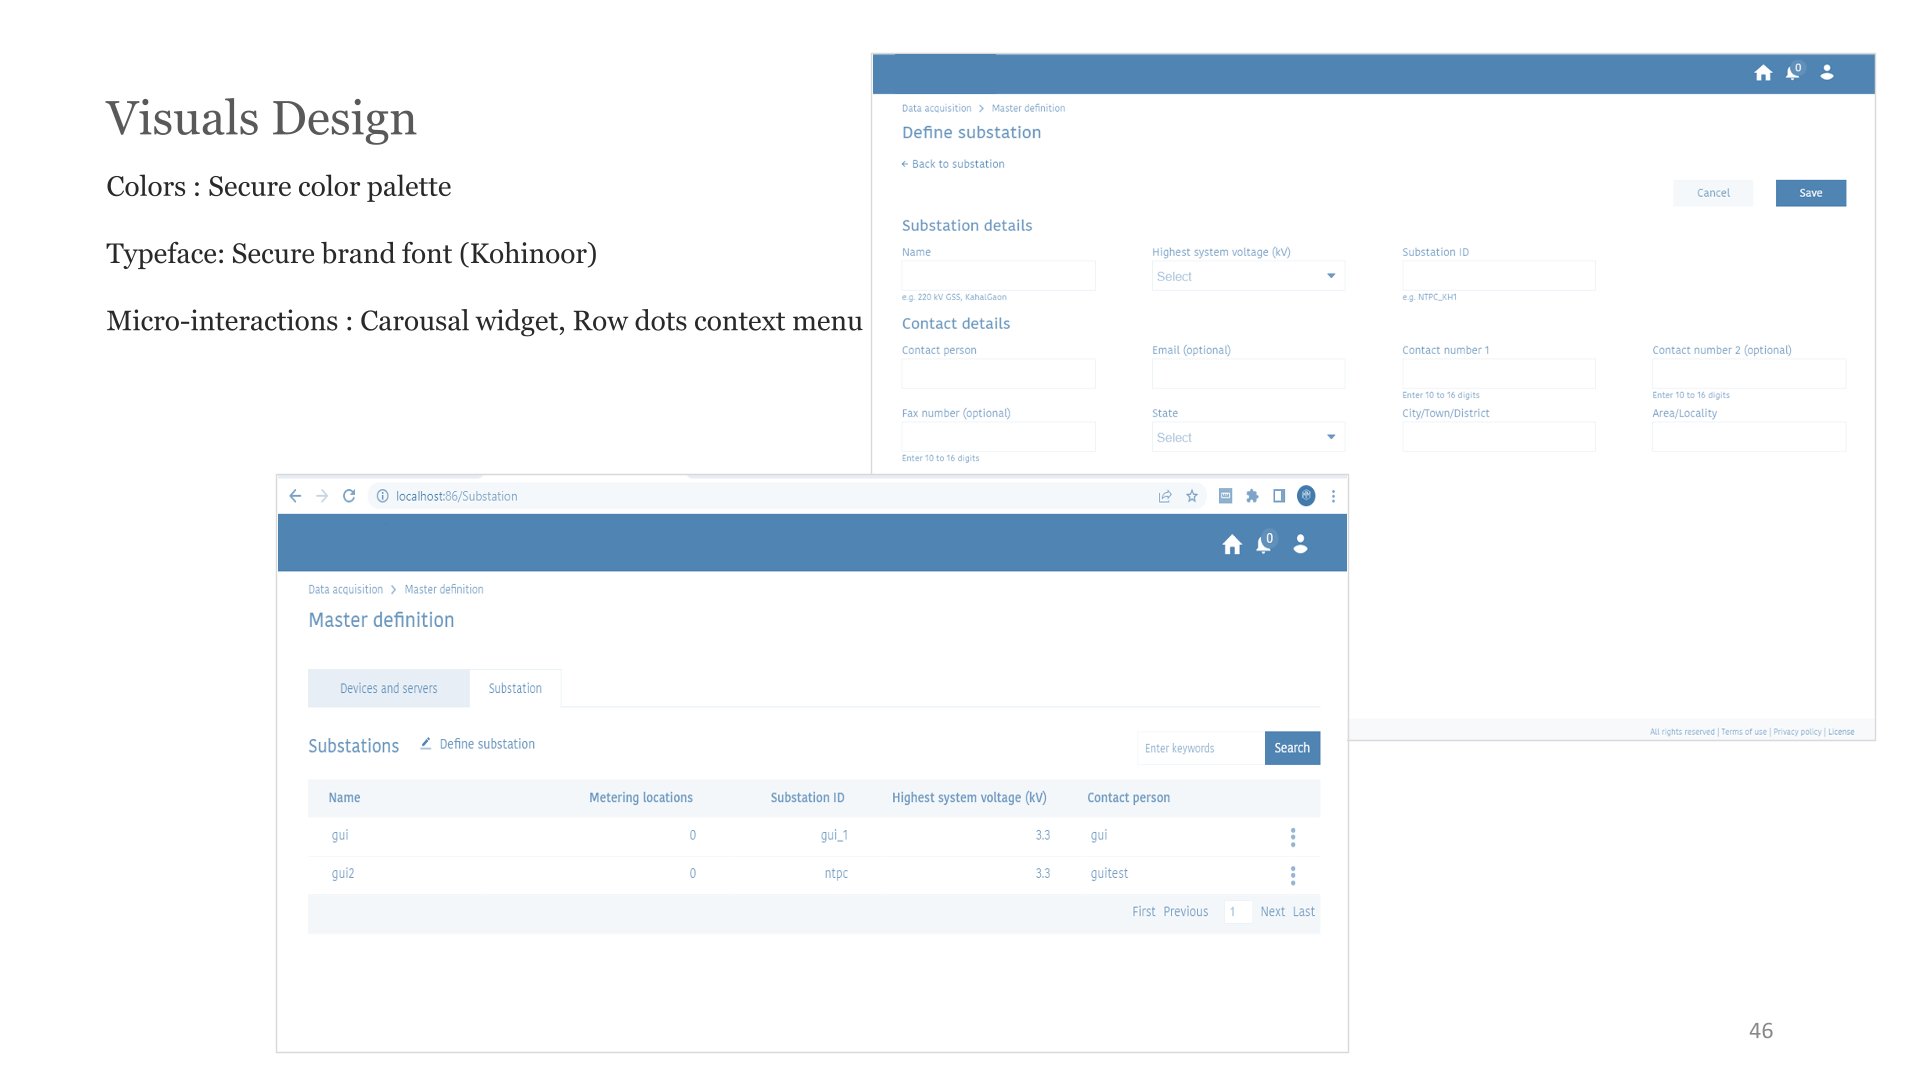 Visuals Design
Colors : Secure color palette
Typeface: Secure brand font (Kohinoor)
Micro-interactions : Carousal widget, Row dots context menu
0
Data acquisition > Master definition
Define substation
← Back to substation
Cancel Save
Substation details
Name Highest system voltage (kV) Substation ID
Select
e.g. 220 kV GSS, KahalGaon e.g. NTPC_KH1
Contact details
Contact person Email (optional) Contact number 1 Contact number 2 (optional)
Enter 10 to 16 digits Enter 10 to 16 digits
Fax number (optional) State City/Town/District Area/Locality
Select
Enter 10 to 16 digits
All rights reserved | Terms of use | Privacy policy | License
localhost:86/Substation
0
Data acquisition > Master definition
Master definition
Devices and servers Substation
Substations Define substation Enter keywords Search
Name Metering locations Substation ID Highest system voltage (kV) Contact person
gui 0 gui_1 3.3 gui
gui2 0 ntpc 3.3 guitest
First Previous 1 Next Last
46